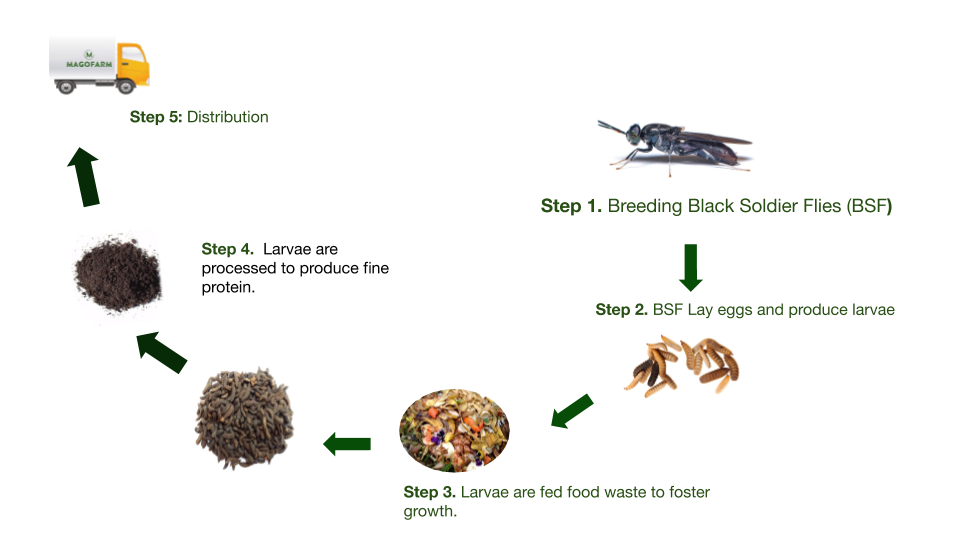 MAGOFARM
Step 5: Distribution
Step 1. Breeding Black Soldier Flies (BSF)
Step 2. BSF Lay eggs and produce larvae
Step 4. Larvae are
processed to produce fine
protein.
Step 3. Larvae are fed food waste to foster
growth.